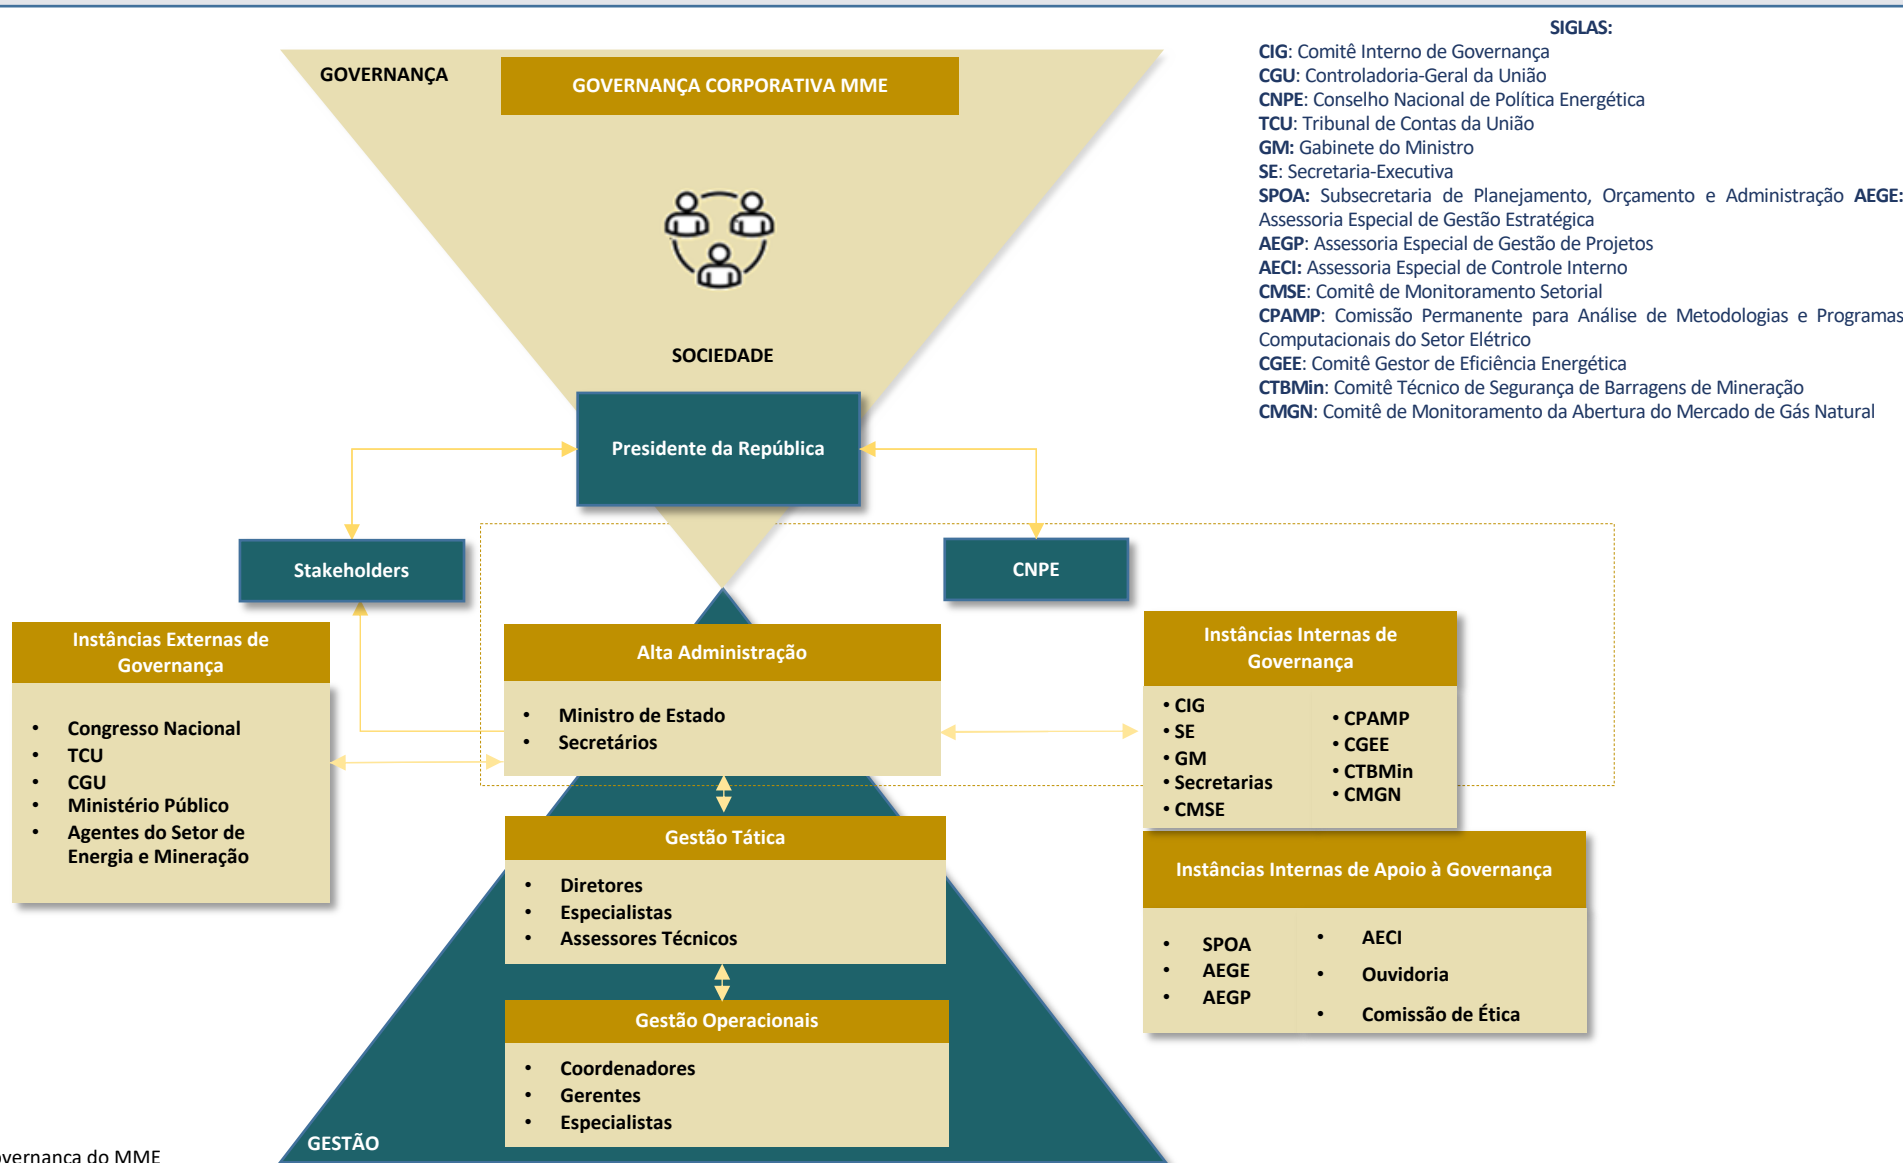 SIGLAS:
CIG: Comitê Interno de Governança
CGU: Controladoria-Geral da União
CNPE: Conselho Nacional de Política Energética
TCU: Tribunal de Contas da União
GM: Gabinete do Ministro
SE: Secretaria-Executiva
SPOA: Subsecretaria de Planejamento, Orçamento e Administração AEGE:
Assessoria Especial de Gestão Estratégica
AEGP: Assessoria Especial de Gestão de Projetos
AECI: Assessoria Especial de Controle Interno
CMSE: Comitê de Monitoramento Setorial
CPAMP: Comissão Permanente para Análise de Metodologias e Programas
Computacionais do Setor Elétrico
CGEE: Comitê Gestor de Eficiência Energética
CTBMin: Comitê Técnico de Segurança de Barragens de Mineração
CMGN: Comitê de Monitoramento da Abertura do Mercado de Gás Natural
GOVERNANÇA
GOVERNANÇA CORPORATIVA MME
SOCIEDADE
Presidente da República
Stakeholders
CNPE
Instâncias Externas de
Governança
• Congresso Nacional
• TCU
• CGU
• Ministério Público
• Agentes do Setor de
Energia e Mineração
Alta Administração
• Ministro de Estado
• Secretários
Instâncias Internas de
Governança
• CIG
• SE
• GM
• Secretarias
• CMSE
• CPAMP
• CGEE
• CTBMin
• CMGN
Gestão Tática
• Diretores
• Especialistas
• Assessores Técnicos
Instâncias Internas de Apoio à Governança
• SPOA
• AEGE
• AEGP
• AECI
• Ouvidoria
• Comissão de Ética
Gestão Operacionais
• Coordenadores
• Gerentes
• Especialistas
GESTÃO
do MME